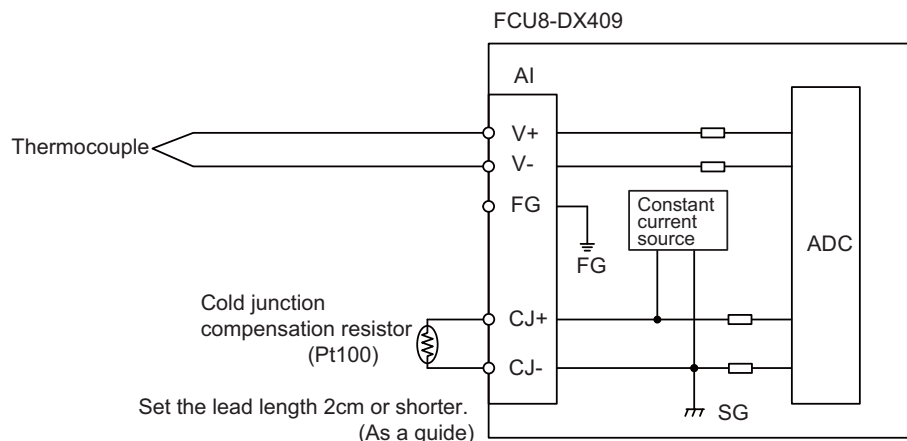 FCU8-DX409
AI
Thermocouple
V+
V-
FG
FG
Constant
current
source
ADC
Cold junction
compensation resistor
(Pt100)
CJ+
CJ-
SG
Set the lead length 2cm or shorter.
(As a guide)